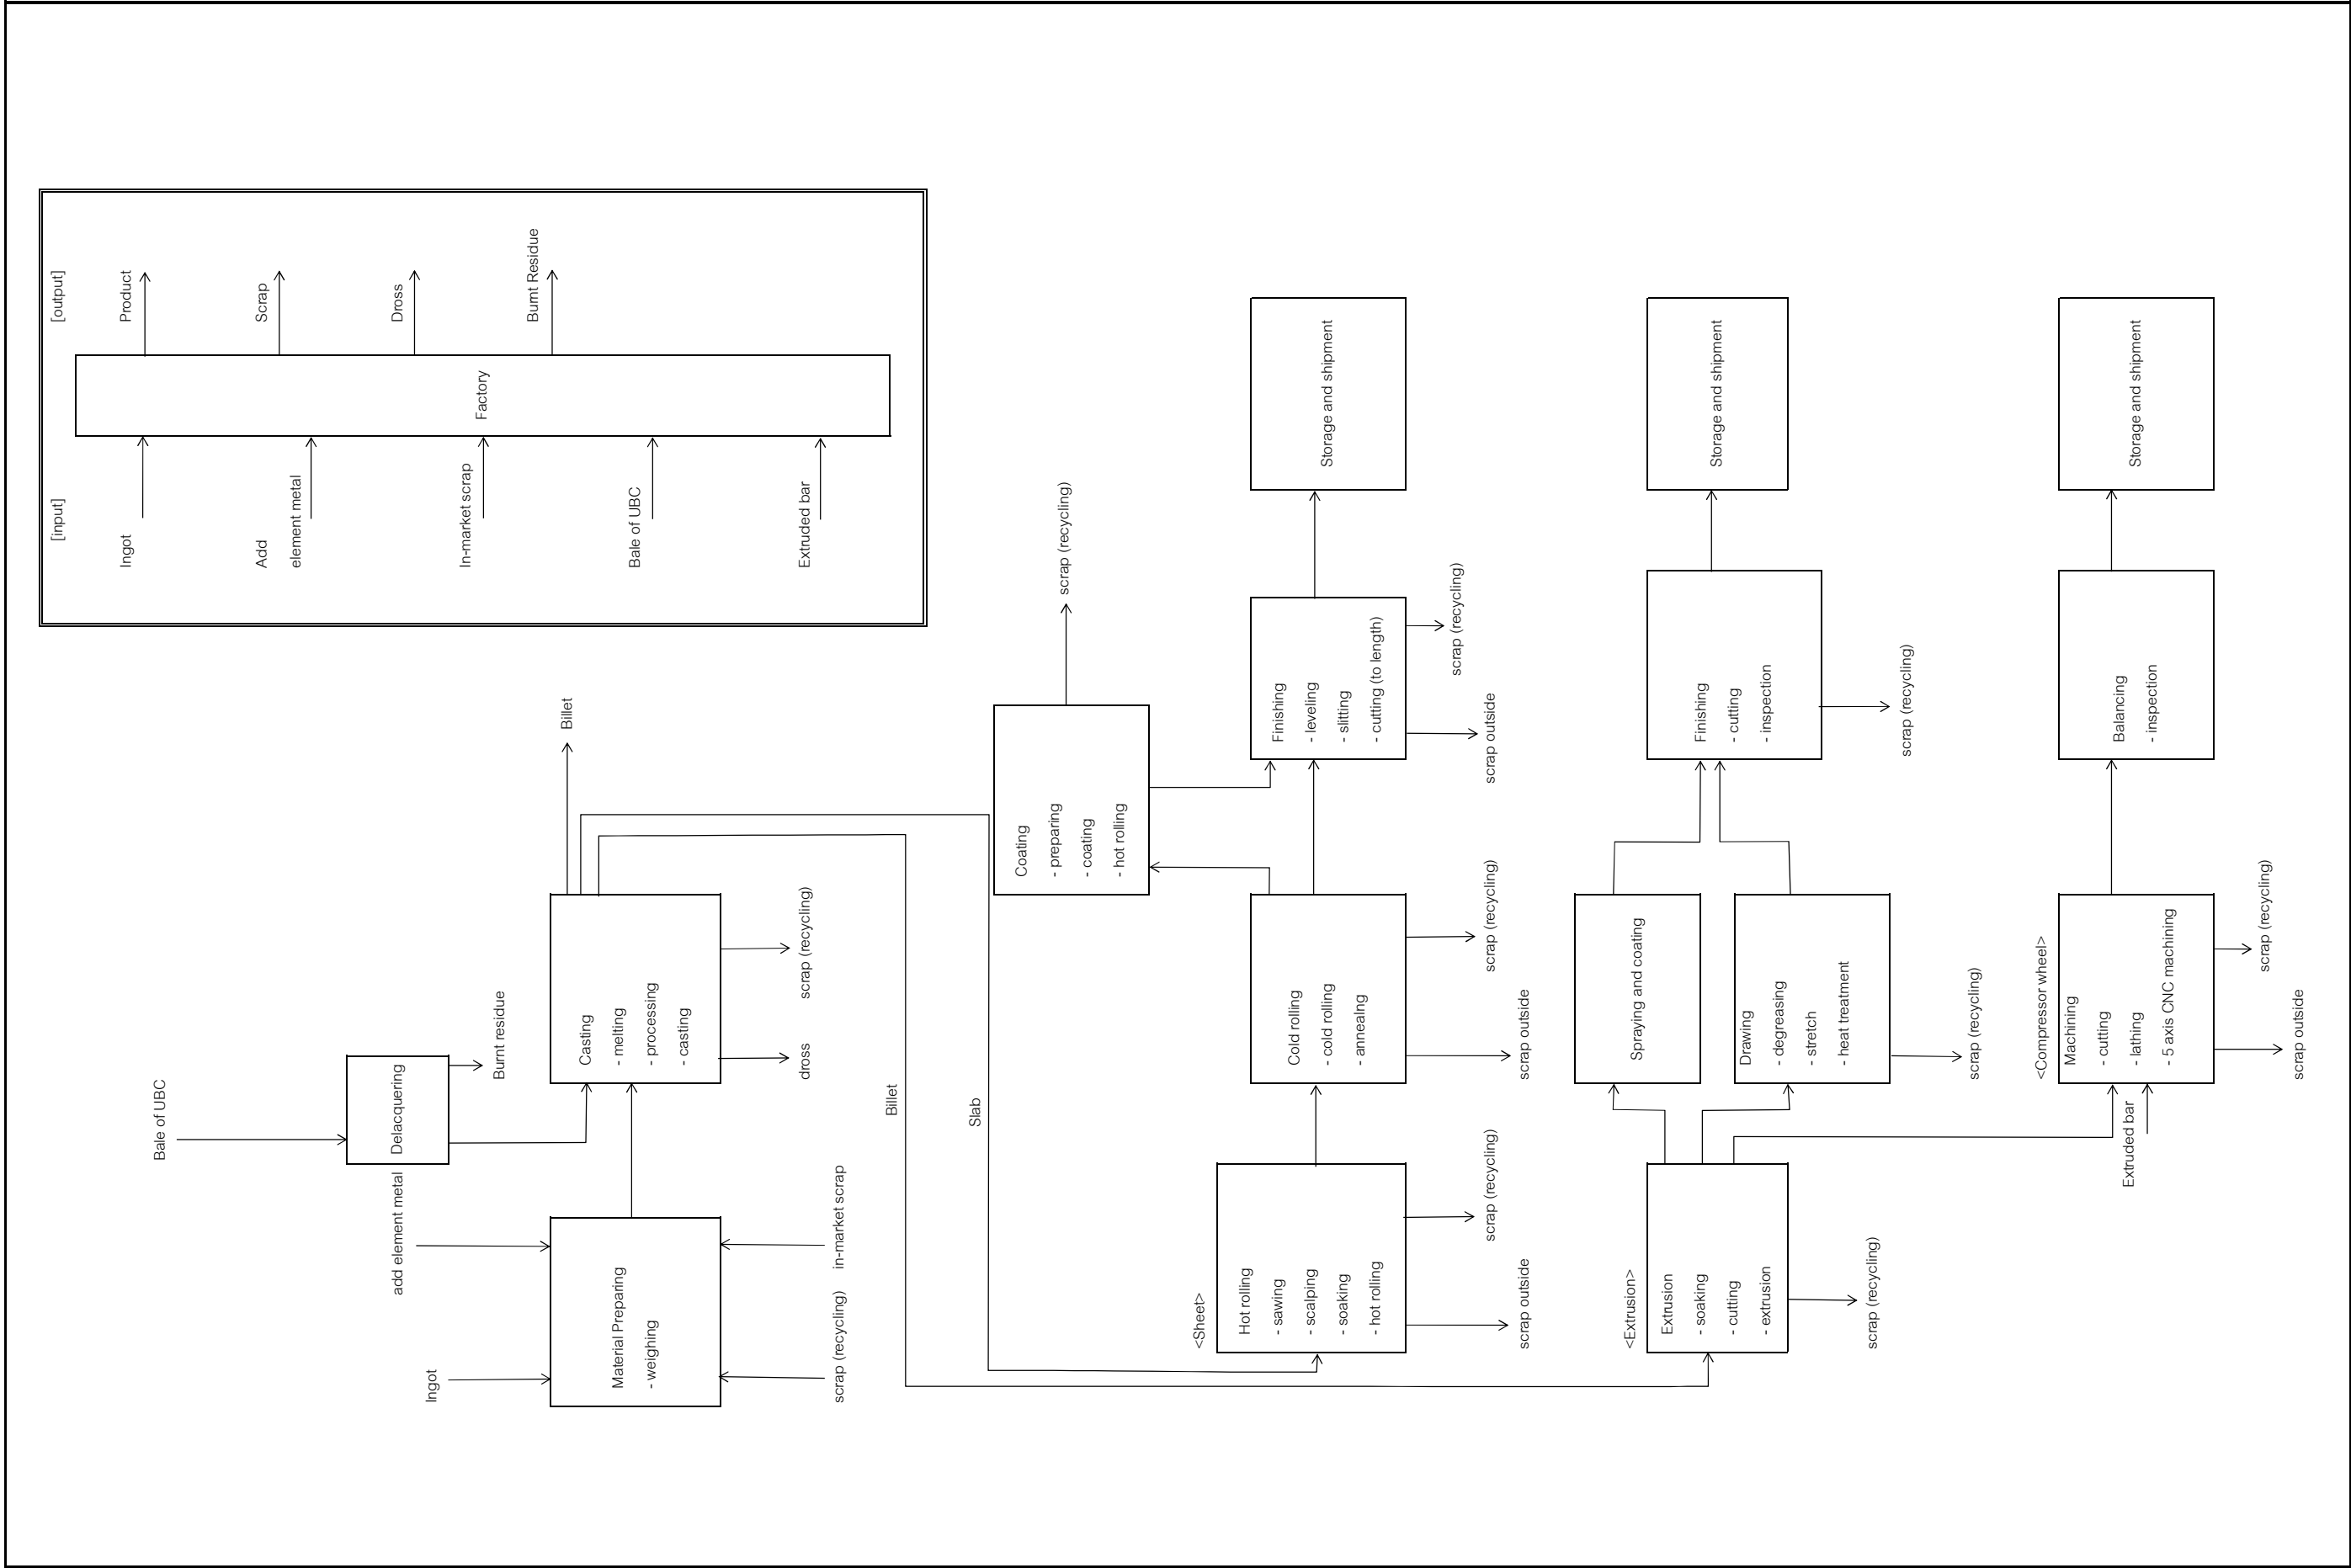 [input]
[output]
Ingot
Product
Add
element metal
Scrap
In-market scrap
Factory
Dross
Bale of UBC
Burnt Residue
Extruded bar
Bale of UBC
Delacquering
Burnt residue
add element metal
Ingot
Material Preparing
- weighing
in-market scrap
scrap (recycling)
Casting
- melting
- processing
- casting
Billet
scrap (recycling)
dross
Billet
Slab
Coating
- preparing
- coating
- hot rolling
scrap (recycling)
<Sheet>
Hot rolling
- sawing
- scalping
- soaking
- hot rolling
scrap (recycling)
scrap outside
Cold rolling
- cold rolling
- annealng
scrap (recycling)
scrap outside
Finishing
- leveling
- slitting
- cutting (to length)
scrap (recycling)
scrap outside
Storage and shipment
<Extrusion>
Extrusion
- soaking
- cutting
- extrusion
scrap (recycling)
Spraying and coating
Drawing
- degreasing
- stretch
- heat treatment
scrap (recycling)
Finishing
- cutting
- inspection
scrap (recycling)
Storage and shipment
<Compressor wheel>
Machining
- cutting
- lathing
- 5 axis CNC machining
Extruded bar
scrap (recycling)
scrap outside
Balancing
- inspection
Storage and shipment